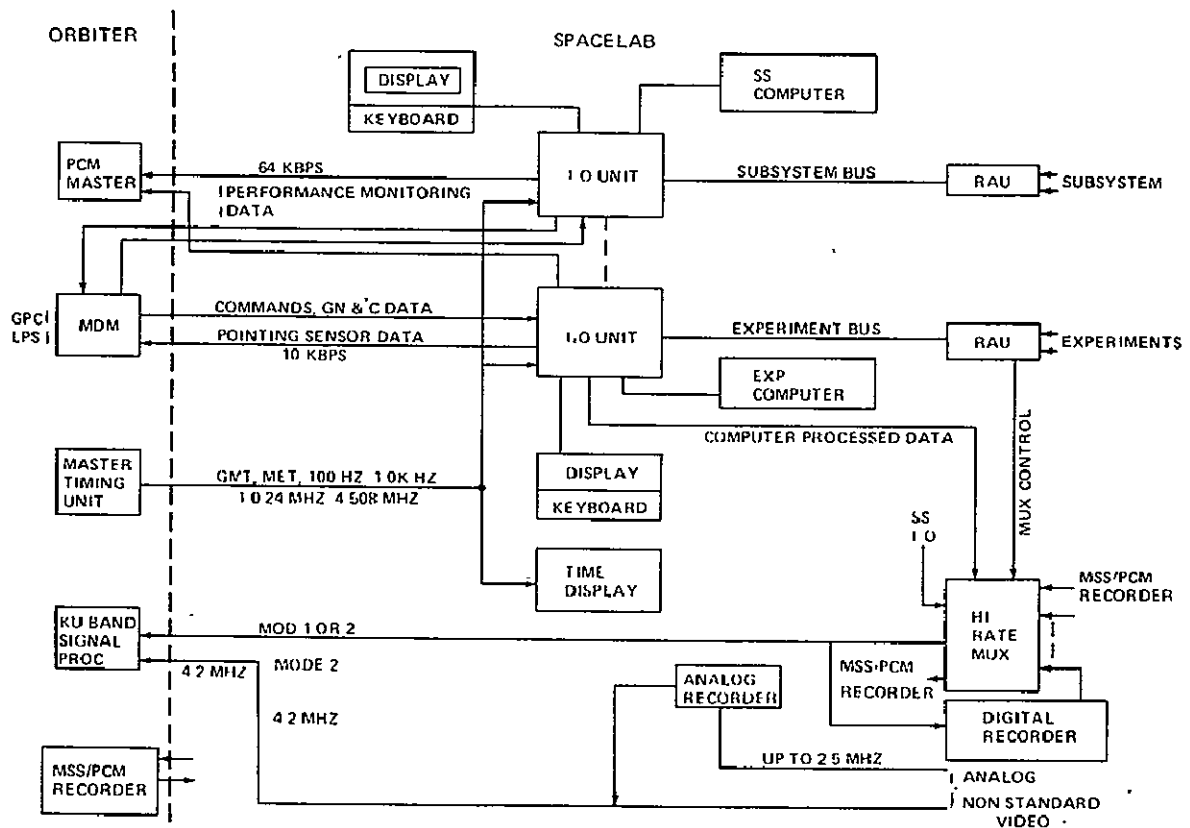 ORBITER
SPACELAB
DISPLAY
KEYBOARD
SS
COMPUTER
PCM
MASTER
64 KBPS
PERFORMANCE MONITORING
DATA
I O UNIT
SUBSYSTEM BUS
RAU
SUBSYSTEM
GPC
LPS
MDM
COMMANDS, GN & C DATA
POINTING SENSOR DATA
10 KBPS
I/O UNIT
EXPERIMENT BUS
RAU
EXPERIMENTS
EXP
COMPUTER
COMPUTER PROCESSED DATA
MUX CONTROL
MASTER
TIMING
UNIT
GMT, MET, 100 HZ 1 0K HZ
1 0 24 MHZ 4 508 MHZ
DISPLAY
KEYBOARD
TIME
DISPLAY
SS
I O
MSS/PCM
RECORDER
HI
RATE
MUX
KU BAND
SIGNAL
PROC
MOD 1 OR 2
4 2 MHZ
MODE 2
4 2 MHZ
ANALOG
RECORDER
MSS/PCM
RECORDER
DIGITAL
RECORDER
MSS/PCM
RECORDER
UP TO 2 5 MHZ
ANALOG
NON STANDARD
VIDEO